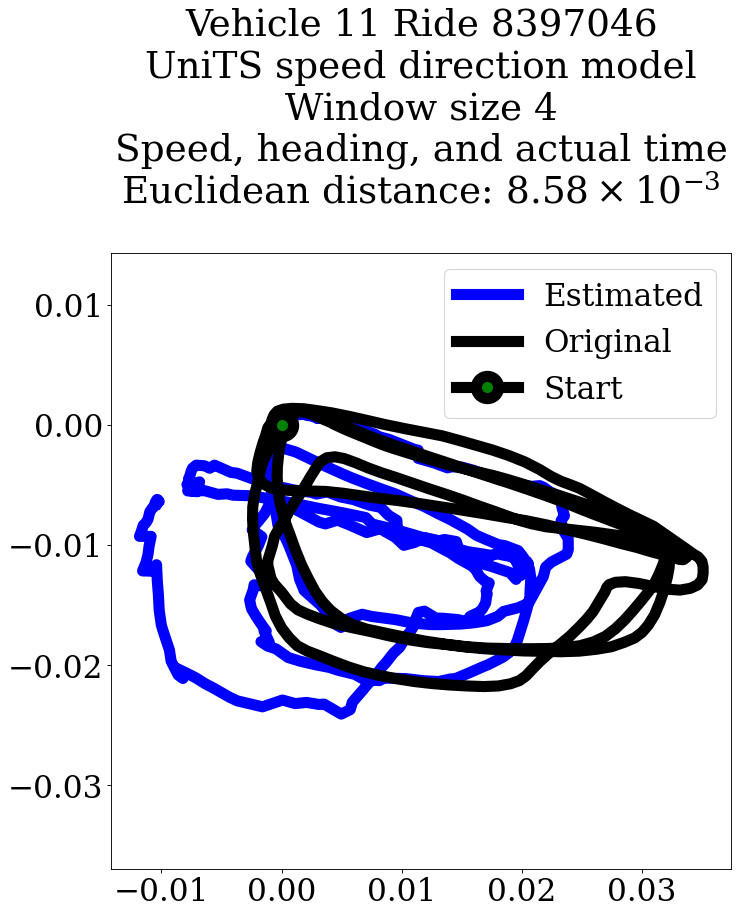 Vehicle 11 Ride 8397046
UniTS speed direction model
Window size 4
Speed, heading, and actual time
Euclidean distance: 8.58 × 10⁻³
Estimated
Original
Start
0.01
0.00
−0.01
−0.02
−0.03
−0.01 0.00 0.01 0.02 0.03